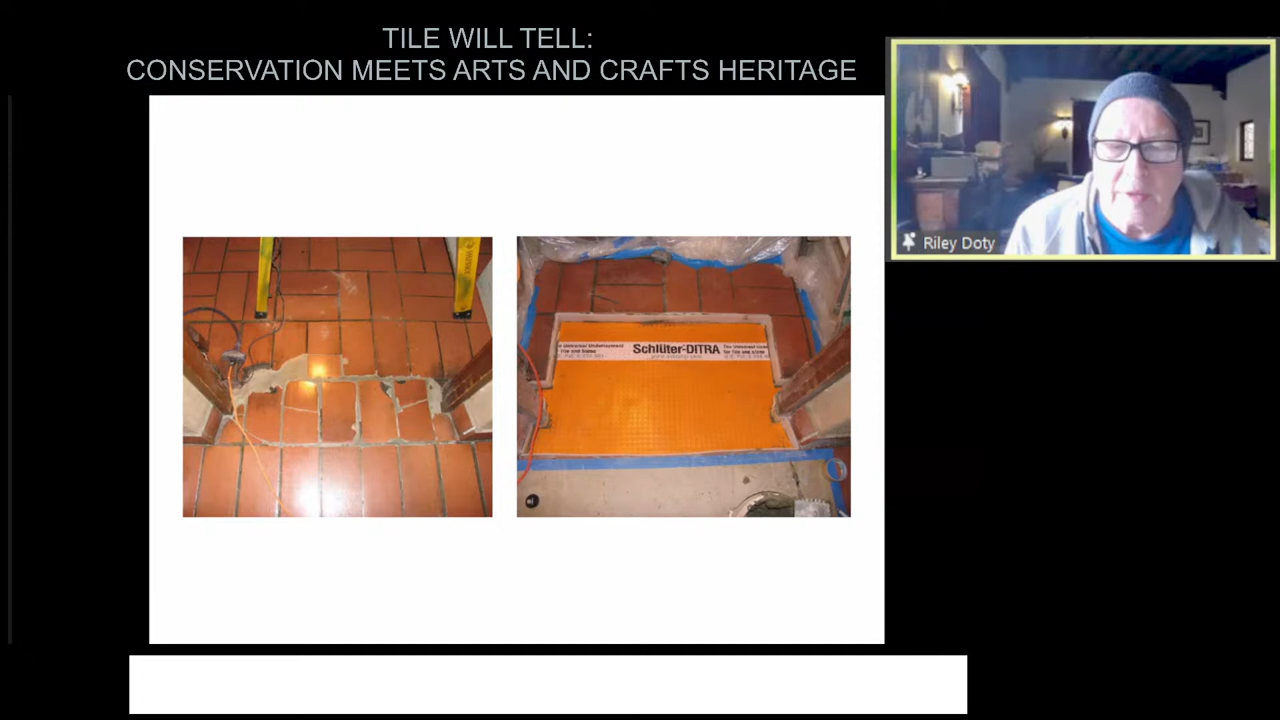 TILE WILL TELL:
CONSERVATION MEETS ARTS AND CRAFTS HERITAGE
Riley Doty
Schlüter-DITRA